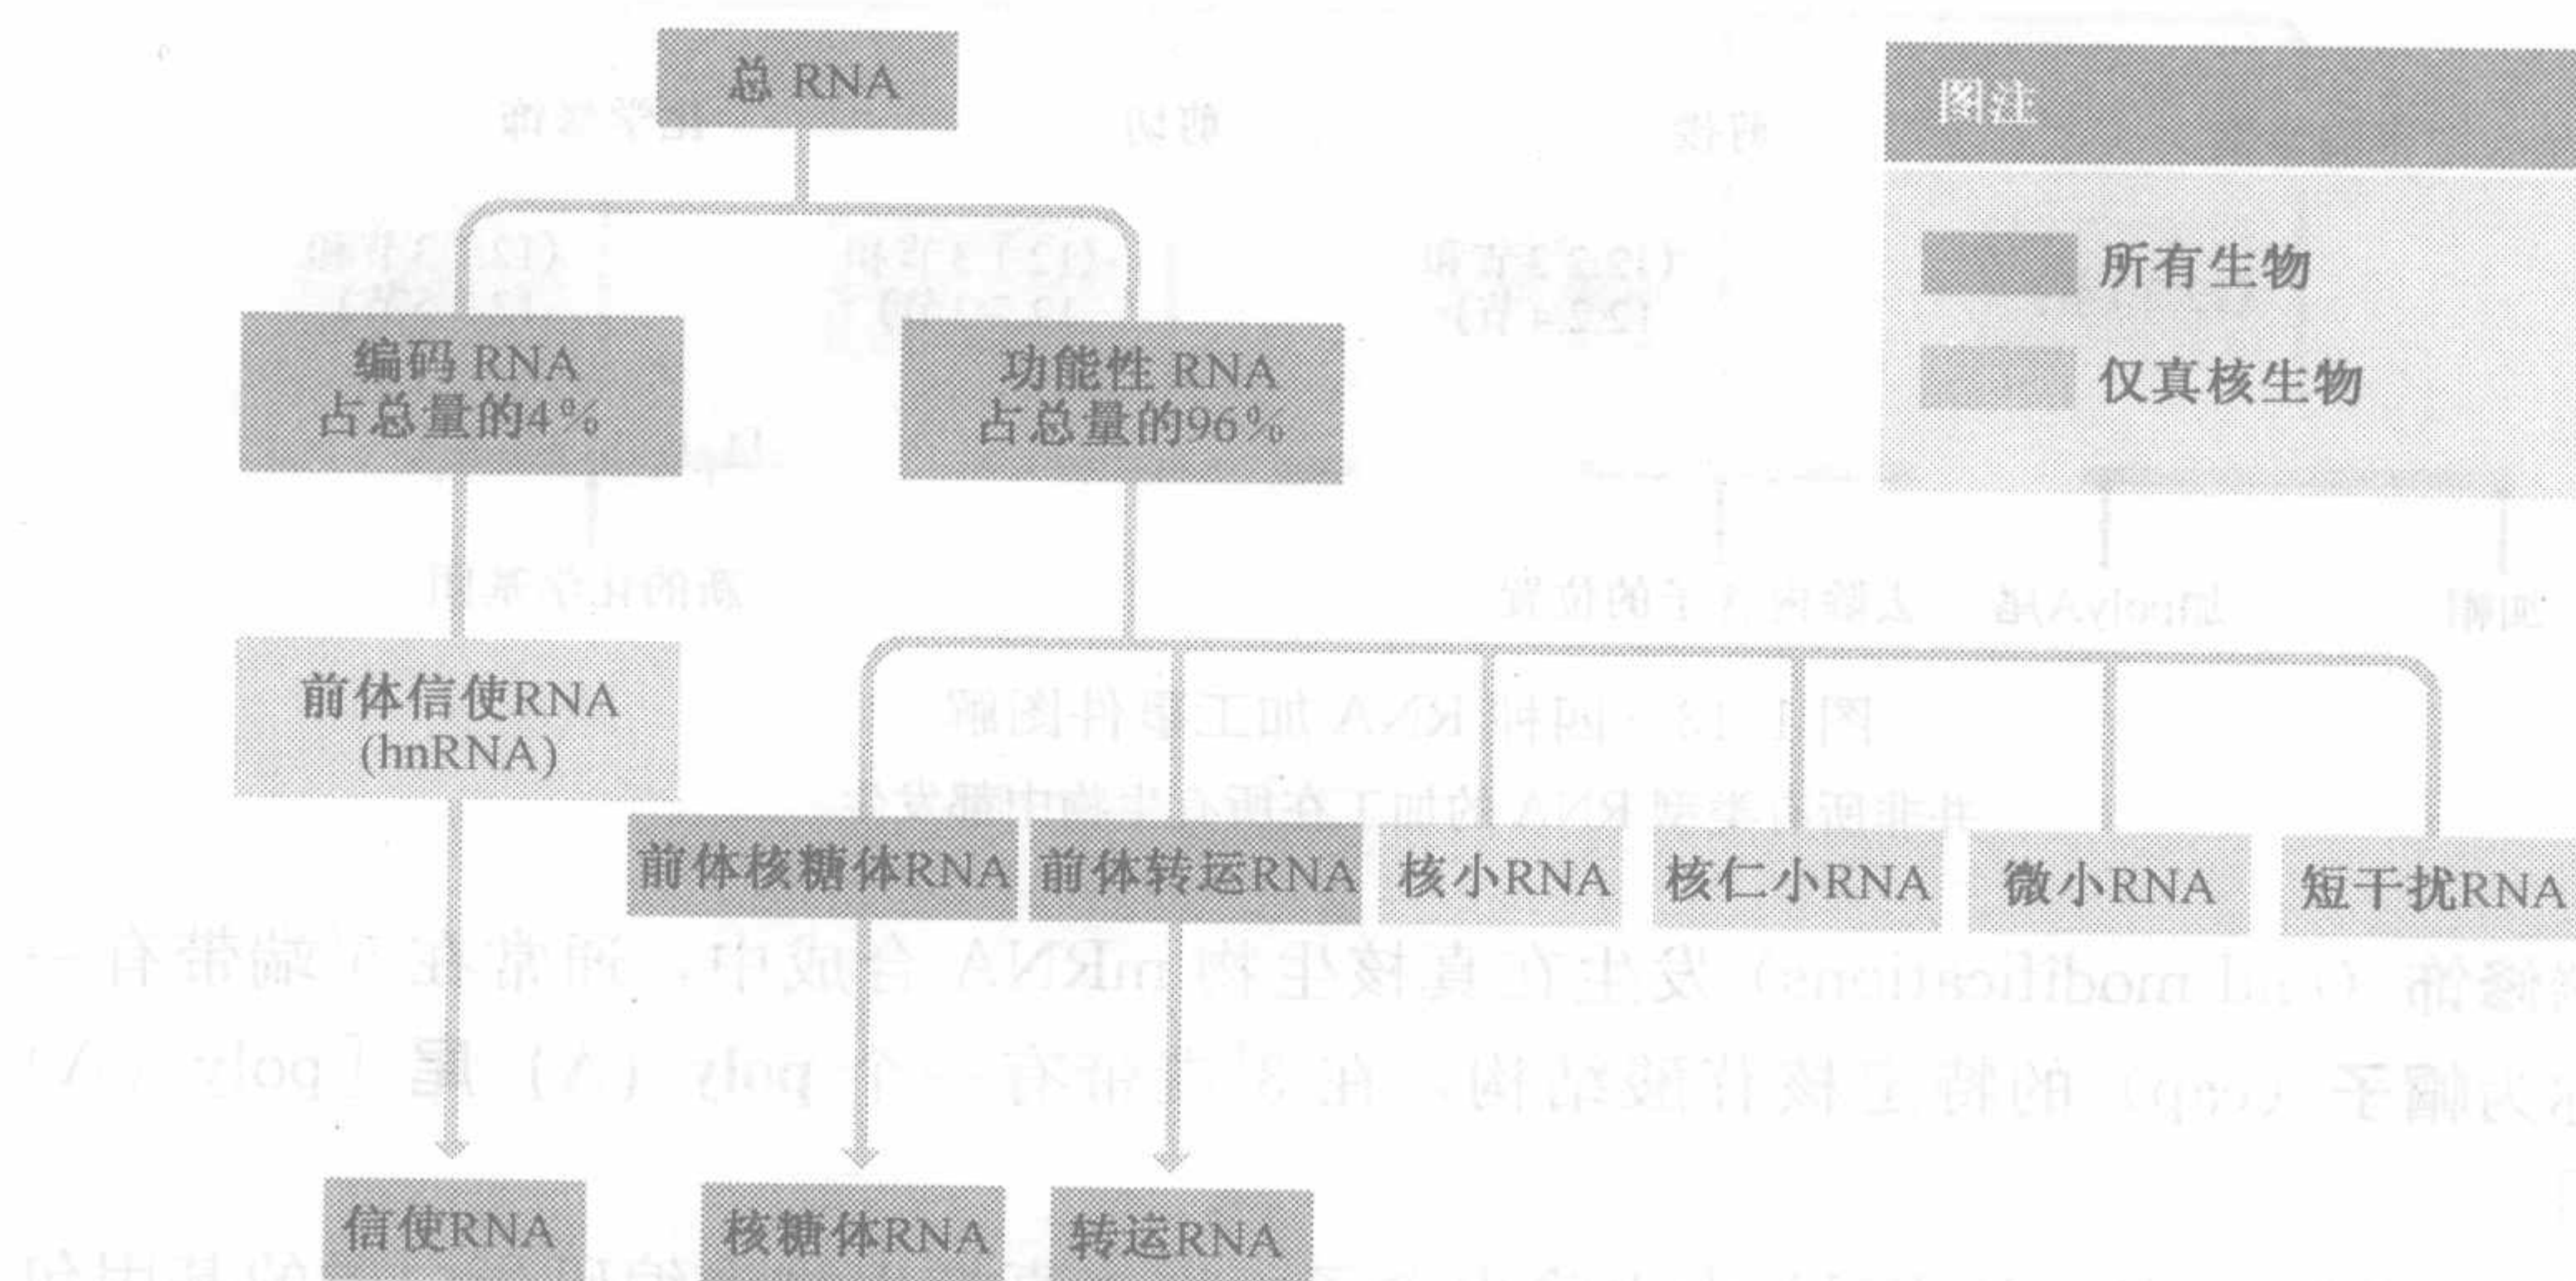 总 RNA
图注
所有生物
仅真核生物
编码 RNA
占总量的4%
功能性 RNA
占总量的96%
前体信使RNA
(hnRNA)
前体核糖体RNA
前体转运RNA
核小RNA
核仁小RNA
微小RNA
短干扰RNA
信使RNA
核糖体RNA
转运RNA